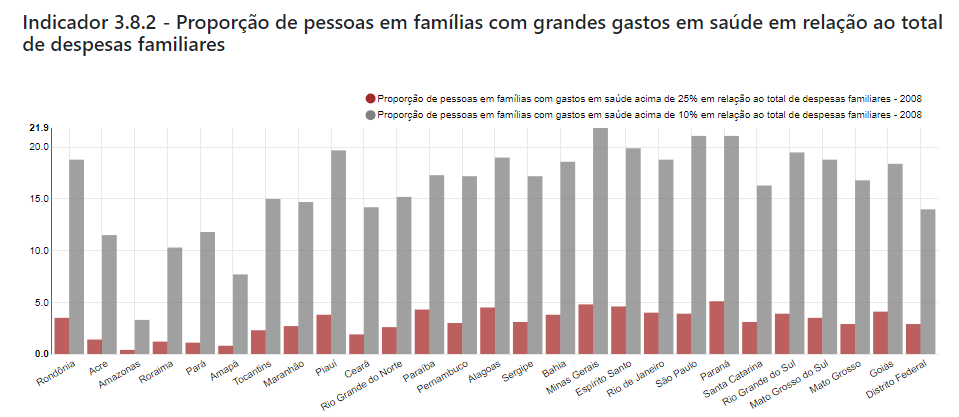 Indicador 3.8.2 - Proporção de pessoas em famílias com grandes gastos em saúde em relação ao total
de despesas familiares
Proporção de pessoas em famílias com gastos em saúde acima de 25% em relação ao total de despesas familiares - 2008
Proporção de pessoas em famílias com gastos em saúde acima de 10% em relação ao total de despesas familiares - 2008
21.9
20.0
15.0
10.0
5.0
0.0
Rondônia
Acre
Amazonas
Roraima
Pará
Amapá
Tocantins
Maranhão
Piauí
Ceará
Rio Grande do Norte
Paraíba
Pernambuco
Alagoas
Sergipe
Bahia
Minas Gerais
Espírito Santo
Rio de Janeiro
São Paulo
Paraná
Santa Catarina
Rio Grande do Sul
Mato Grosso do Sul
Mato Grosso
Goiás
Distrito Federal